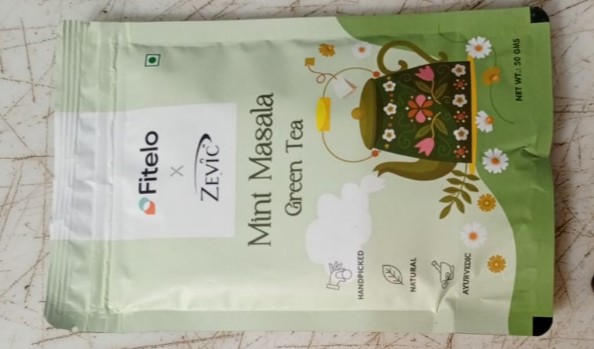 Fitelo
X
ZEVIC
Mint Masala
Green Tea
HANDPICKED
NATURAL
AYURVEDIC
NET WT.: 50 GMS